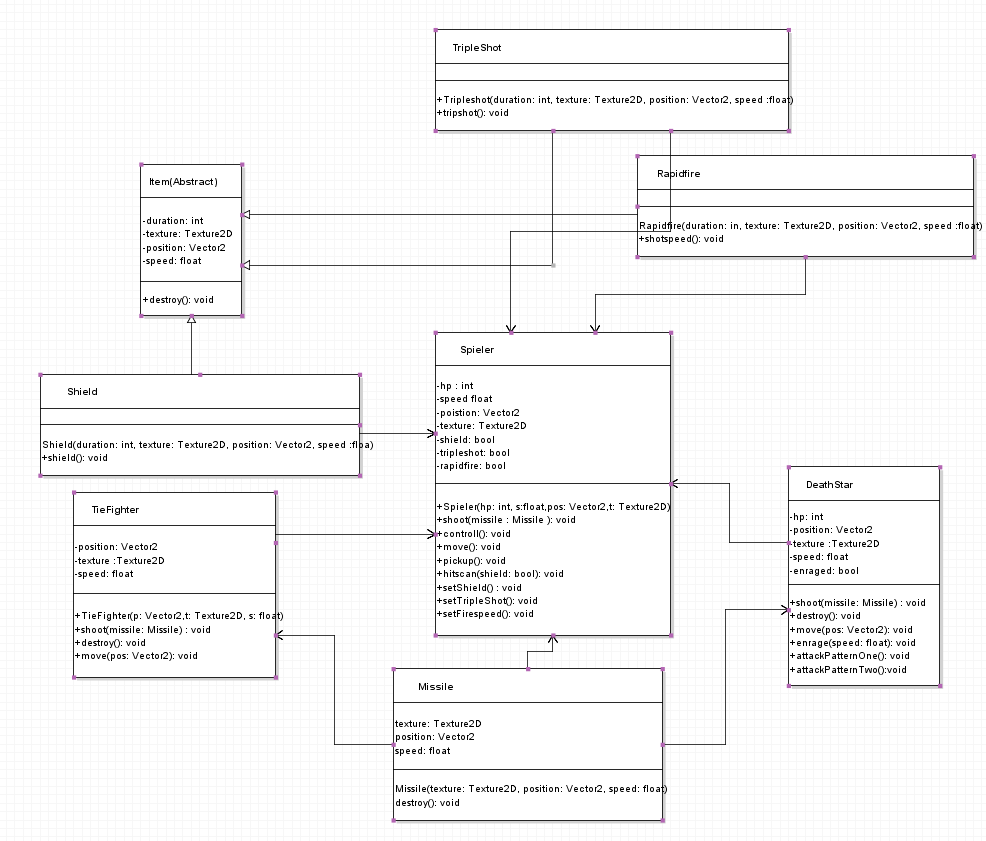 TripleShot
+Tripleshot(duration: int, texture: Texture2D, position: Vector2, speed :float)
+tripshot(): void
Rapidfire
Rapidfire(duration: in, texture: Texture2D, position: Vector2, speed :float)
+shotspeed(): void
Item(Abstract)
-duration: int
-texture: Texture2D
-position: Vector2
-speed: float
+destroy(): void
Shield
Shield(duration: int, texture: Texture2D, position: Vector2, speed :floa)
+shield(): void
Spieler
-hp : int
-speed float
-poistion: Vector2
-texture: Texture2D
-shield: bool
-tripleshot: bool
-rapidfire: bool
+Spieler(hp: int, s:float,pos: Vector2,t: Texture2D)
+shoot(missile : Missile ): void
+controll(): void
+move(): void
+pickup(): void
+hitscan(shield: bool): void
+setShield() : void
+setTripleShot(): void
+setFirespeed(): void
TieFighter
-position: Vector2
-texture :Texture2D
-speed: float
+TieFighter(p: Vector2,t: Texture2D, s: float)
+shoot(missile: Missile) : void
+destroy(): void
+move(pos: Vector2): void
DeathStar
-hp: int
-position: Vector2
-texture :Texture2D
-speed: float
-enraged: bool
+shoot(missile: Missile) : void
+destroy(): void
+move(pos: Vector2): void
+enrage(speed: float): void
+attackPatternOne(): void
+attackPatternTwo():void
Missile
texture: Texture2D
position: Vector2
speed: float
Missile(texture: Texture2D, position: Vector2, speed: float)
destroy(): void